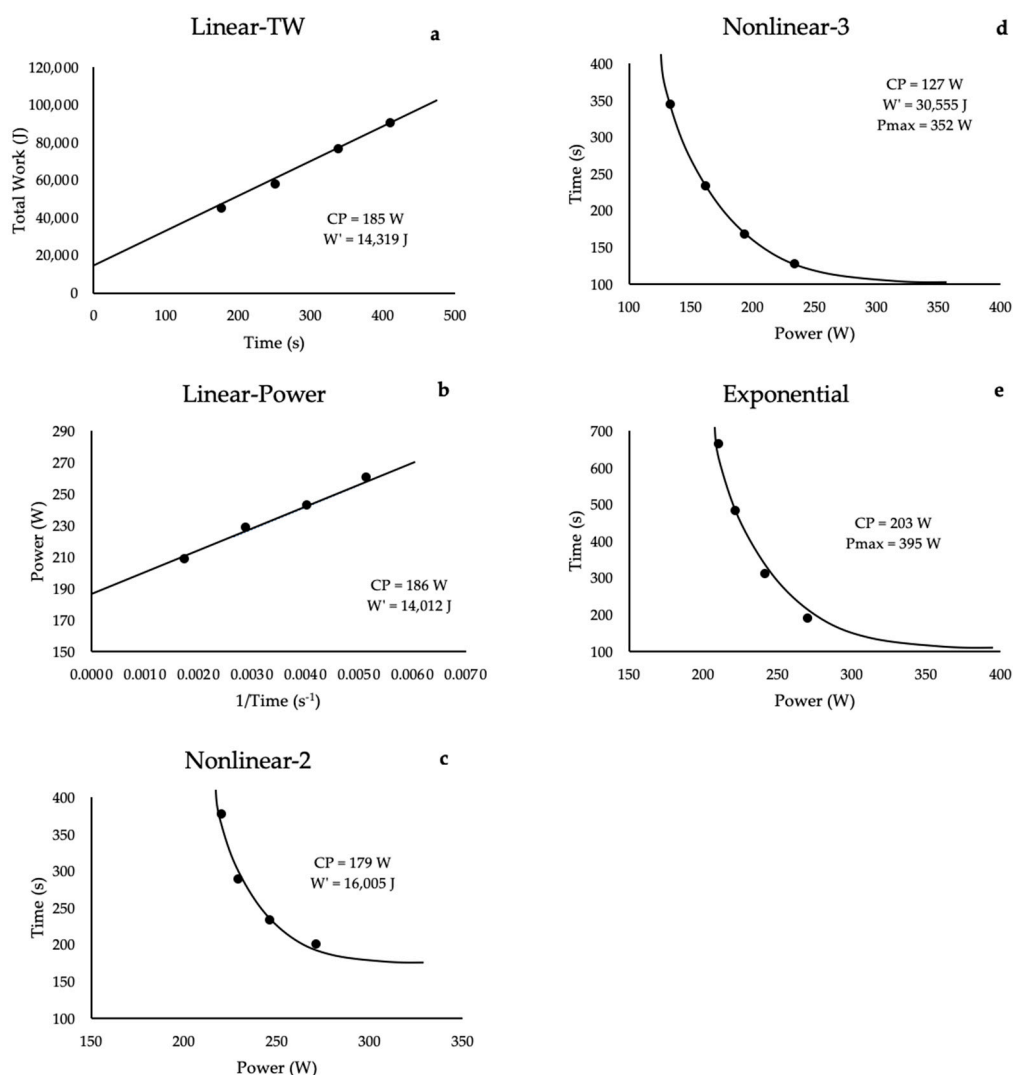 Linear-TW
a
120,000
100,000
80,000
60,000
40,000
20,000
0
Total Work (J)
CP = 185 W
W' = 14,319 J
0 100 200 300 400 500
Time (s)
Linear-Power
b
290
270
250
230
210
190
170
150
Power (W)
CP = 186 W
W' = 14,012 J
0.0000 0.0010 0.0020 0.0030 0.0040 0.0050 0.0060 0.0070
1/Time (s⁻¹)
Nonlinear-2
c
400
350
300
250
200
150
100
Time (s)
CP = 179 W
W' = 16,005 J
150 200 250 300 350
Power (W)
Nonlinear-3
d
400
350
300
250
200
150
100
Time (s)
CP = 127 W
W' = 30,555 J
Pmax = 352 W
100 150 200 250 300 350 400
Power (W)
Exponential
e
700
600
500
400
300
200
100
Time (s)
CP = 203 W
Pmax = 395 W
150 200 250 300 350 400
Power (W)